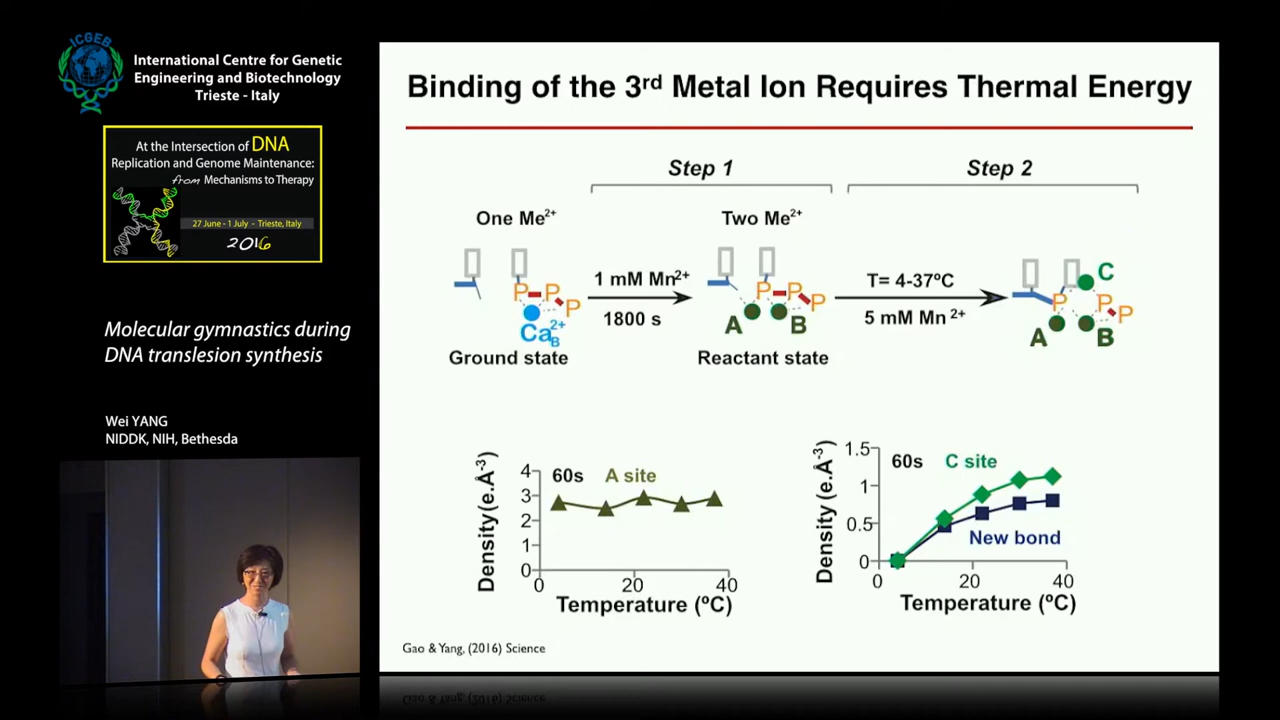 ICGEB
International Centre for Genetic
Engineering and Biotechnology
Trieste - Italy
At the Intersection of DNA
Replication and Genome Maintenance:
from Mechanisms to Therapy
27 June - 1 July - Trieste, Italy
2016
Molecular gymnastics during
DNA translesion synthesis
Wei YANG
NIDDK, NIH, Bethesda
Binding of the 3rd Metal Ion Requires Thermal Energy
Step 1
Step 2
One Me2+
Two Me2+
1 mM Mn2+
1800 s
T= 4-37ºC
5 mM Mn 2+
P P P
Ca2+B
P P P
A B
C
P P P
A B
Ground state
Reactant state
Density (e.Å-3)
4
3
2
1
0
60s A site
0 20 40
Temperature (ºC)
Density (e.Å-3)
1.5
1
0.5
0
60s C site
New bond
0 20 40
Temperature (ºC)
Gao & Yang, (2016) Science